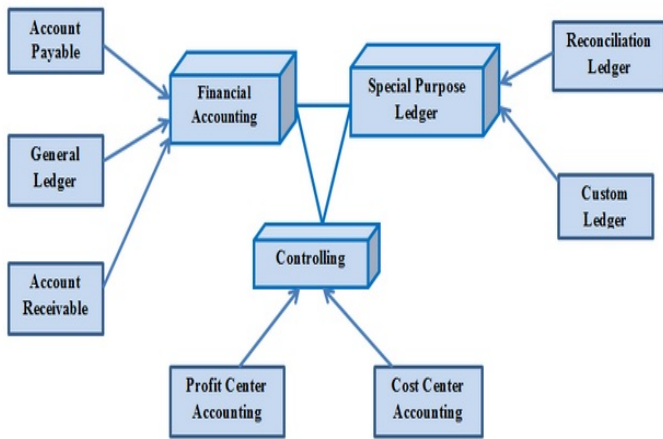 Account
Payable
Financial
Accounting
Special Purpose
Ledger
Reconciliation
Ledger
General
Ledger
Custom
Ledger
Controlling
Account
Receivable
Profit Center
Accounting
Cost Center
Accounting